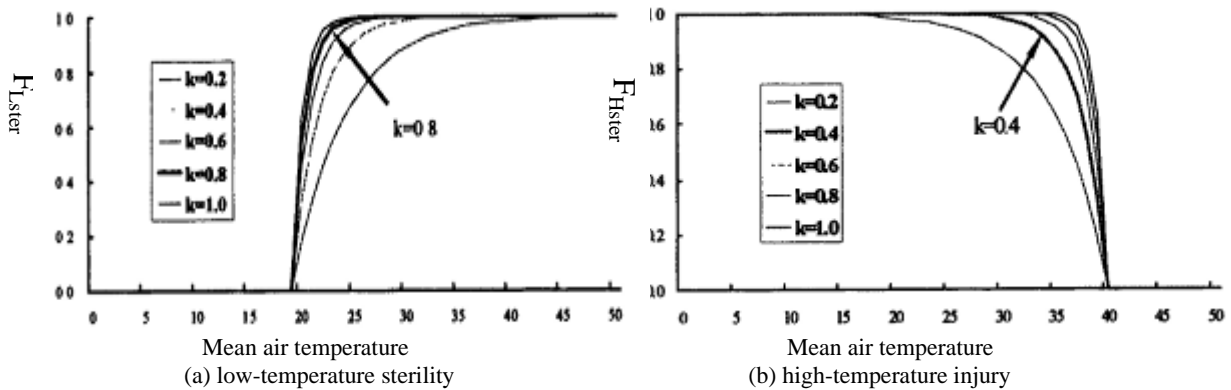 F_Lster
1 0
0 8
0 6
0 4
0 2
0 0
k=0.2
k=0.4
k=0.6
k=0.8
k=1.0
k=0 8
0 5 10 15 20 25 30 35 40 45 50
Mean air temperature
(a) low-temperature sterility
F_Hster
k=0.2
k=0.4
k=0.6
k=0.8
k=1.0
k=0.4
0 5 10 15 20 25 30 35 40 45 50
Mean air temperature
(b) high-temperature injury